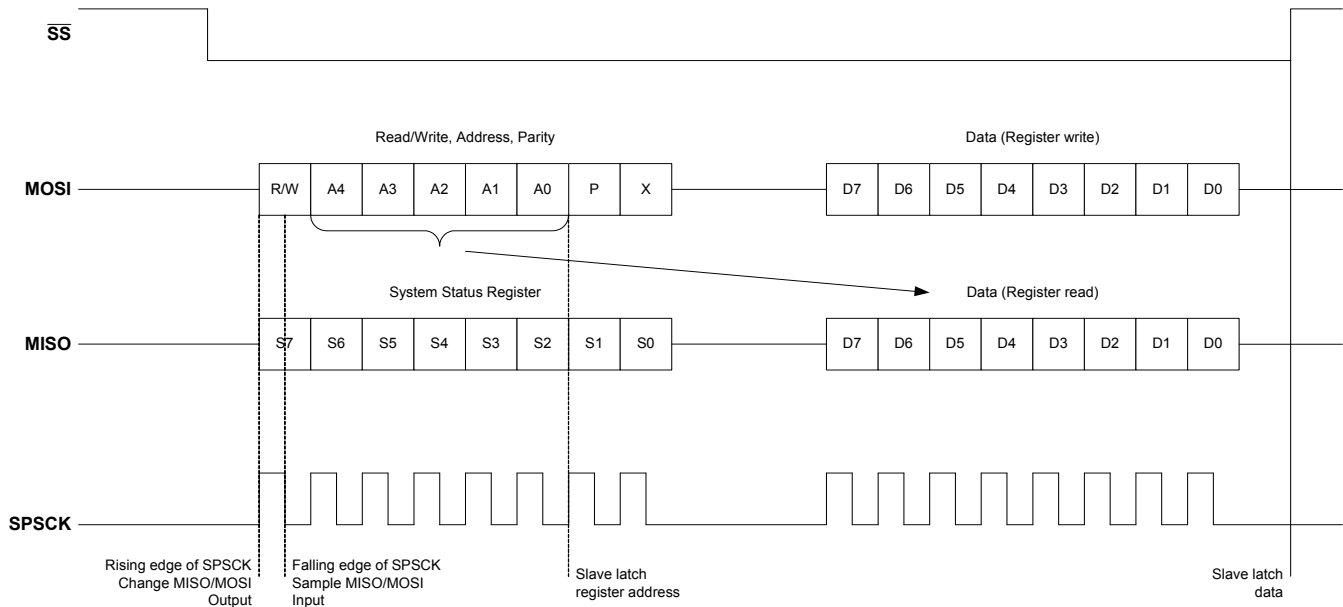 SS
Read/Write, Address, Parity
Data (Register write)
MOSI
R/W A4 A3 A2 A1 A0 P X
D7 D6 D5 D4 D3 D2 D1 D0
System Status Register
Data (Register read)
MISO
S7 S6 S5 S4 S3 S2 S1 S0
D7 D6 D5 D4 D3 D2 D1 D0
SPSCK
Rising edge of SPSCK
Change MISO/MOSI
Output
Falling edge of SPSCK
Sample MISO/MOSI
Input
Slave latch
register address
Slave latch
data